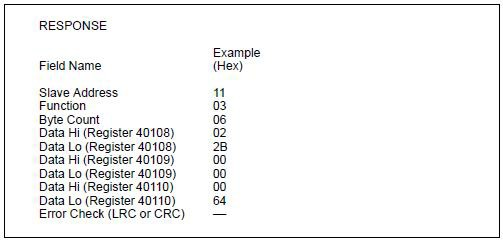 RESPONSE
Example
Field Name (Hex)
Slave Address 11
Function 03
Byte Count 06
Data Hi (Register 40108) 02
Data Lo (Register 40108) 2B
Data Hi (Register 40109) 00
Data Lo (Register 40109) 00
Data Hi (Register 40110) 00
Data Lo (Register 40110) 64
Error Check (LRC or CRC) —